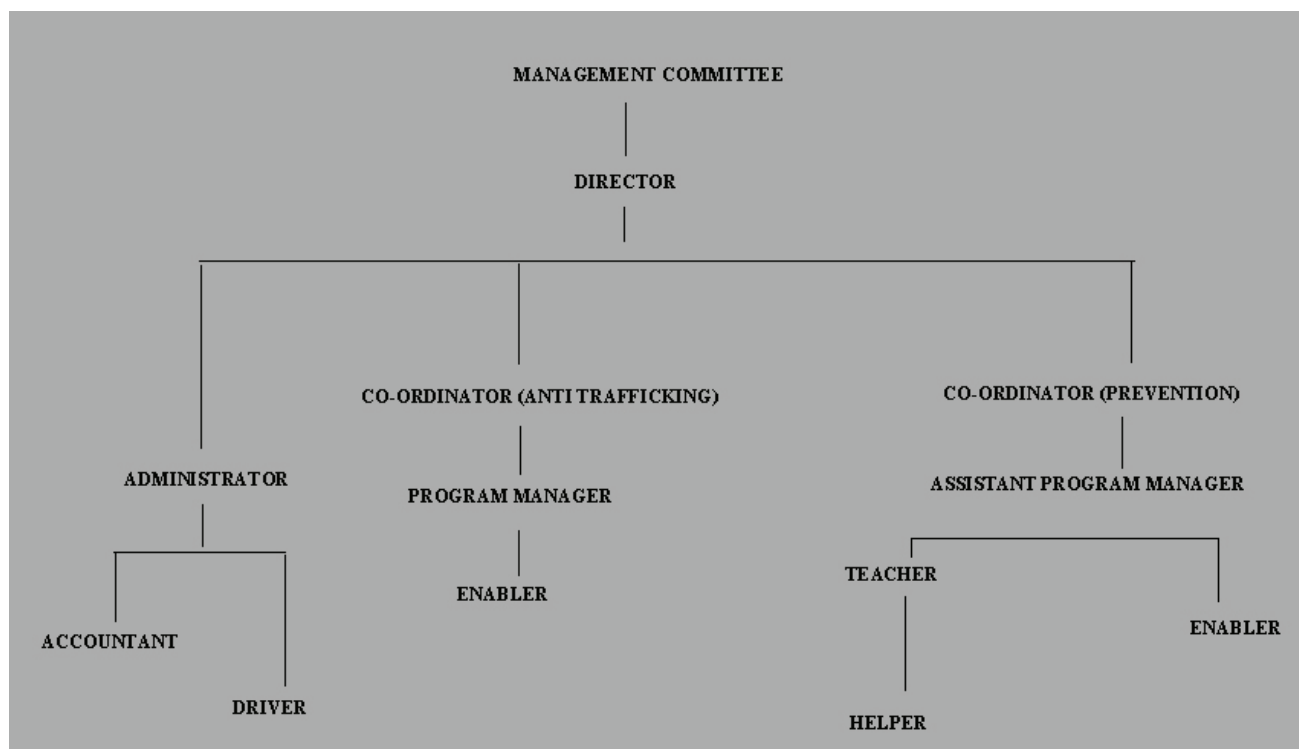 MANAGEMENT COMMITTEE
DIRECTOR
CO-ORDINATOR (ANTI TRAFFICKING)
CO-ORDINATOR (PREVENTION)
ADMINISTRATOR
PROGRAM MANAGER
ASSISTANT PROGRAM MANAGER
TEACHER
ENABLER
ENABLER
ACCOUNTANT
DRIVER
HELPER